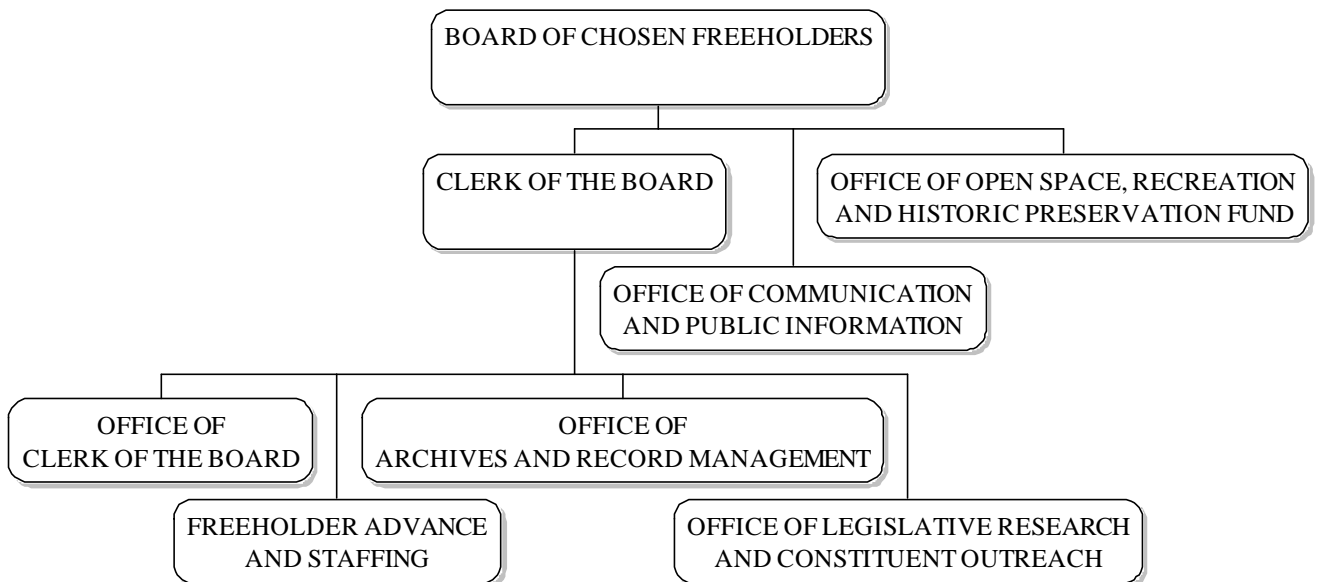 BOARD OF CHOSEN FREEHOLDERS
CLERK OF THE BOARD
OFFICE OF OPEN SPACE, RECREATION
AND HISTORIC PRESERVATION FUND
OFFICE OF COMMUNICATION
AND PUBLIC INFORMATION
OFFICE OF
CLERK OF THE BOARD
OFFICE OF
ARCHIVES AND RECORD MANAGEMENT
FREEHOLDER ADVANCE
AND STAFFING
OFFICE OF LEGISLATIVE RESEARCH
AND CONSTITUENT OUTREACH